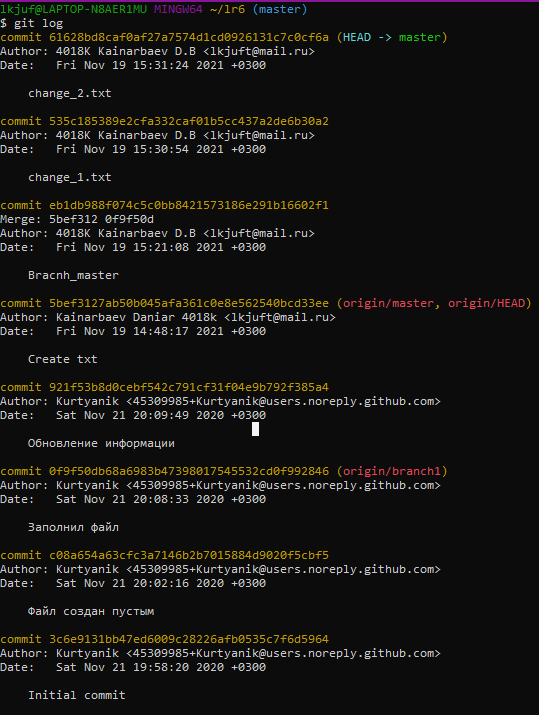 lkjuf@LAPTOP-N8AER1MU MINGW64 ~/lr6 (master)
$ git log
commit 61628bd8caf0af27a7574d1cd0926131c7c0cf6a (HEAD -> master)
Author: 4018K Kainarbaev D.B <lkjuft@mail.ru>
Date:   Fri Nov 19 15:31:24 2021 +0300

    change_2.txt

commit 535c185389e2cfa332caf01b5cc437a2de6b30a2
Author: 4018K Kainarbaev D.B <lkjuft@mail.ru>
Date:   Fri Nov 19 15:30:54 2021 +0300

    change_1.txt

commit eb1db988f074c5c0bb8421573186e291b16602f1
Merge: 5bef312 0f9f50d
Author: 4018K Kainarbaev D.B <lkjuft@mail.ru>
Date:   Fri Nov 19 15:21:08 2021 +0300

    Bracnh_master

commit 5bef3127ab50b045afa361c0e8e562540bcd33ee (origin/master, origin/HEAD)
Author: Kainarbaev Daniar 4018k <lkjuft@mail.ru>
Date:   Fri Nov 19 14:48:17 2021 +0300

    Create txt

commit 921f53b8d0cebf542c791cf31f04e9b792f385a4
Author: Kurtyanik <45309985+Kurtyanik@users.noreply.github.com>
Date:   Sat Nov 21 20:09:49 2020 +0300

    Обновление информации

commit 0f9f50db68a6983b47398017545532cd0f992846 (origin/branch1)
Author: Kurtyanik <45309985+Kurtyanik@users.noreply.github.com>
Date:   Sat Nov 21 20:08:33 2020 +0300

    Заполнил файл

commit c08a654a63cfc3a7146b2b7015884d9020f5cbf5
Author: Kurtyanik <45309985+Kurtyanik@users.noreply.github.com>
Date:   Sat Nov 21 20:02:16 2020 +0300

    Файл создан пустым

commit 3c6e9131bb47ed6009c28226afb0535c7f6d5964
Author: Kurtyanik <45309985+Kurtyanik@users.noreply.github.com>
Date:   Sat Nov 21 19:58:20 2020 +0300

    Initial commit